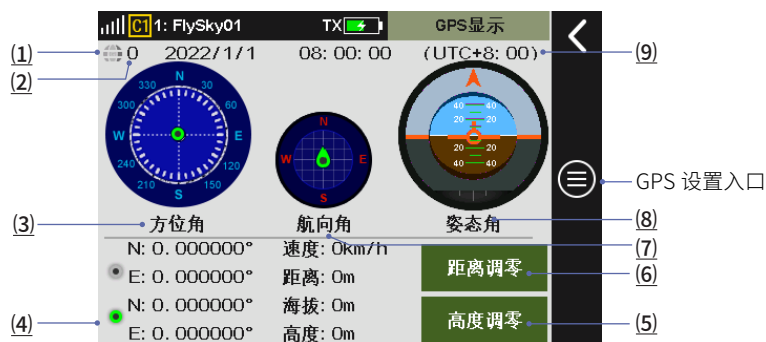 C1 1: FlySky01 TX GPS显示
(1) 0 2022/1/1 08: 00: 00 (UTC+8: 00) (9)
(2)
N 30 60 E 120 150 S 210 240 W 300 330
N E S W
40 40
20 20
20 20
40 40
GPS 设置入口
(3) 方位角 航向角 姿态角 (8)
(7)
N: 0. 000000° 速度: 0km/h 距离调零
E: 0. 000000° 距离: 0m (6)
N: 0. 000000° 海拔: 0m 高度调零
(4) E: 0. 000000° 高度: 0m (5)